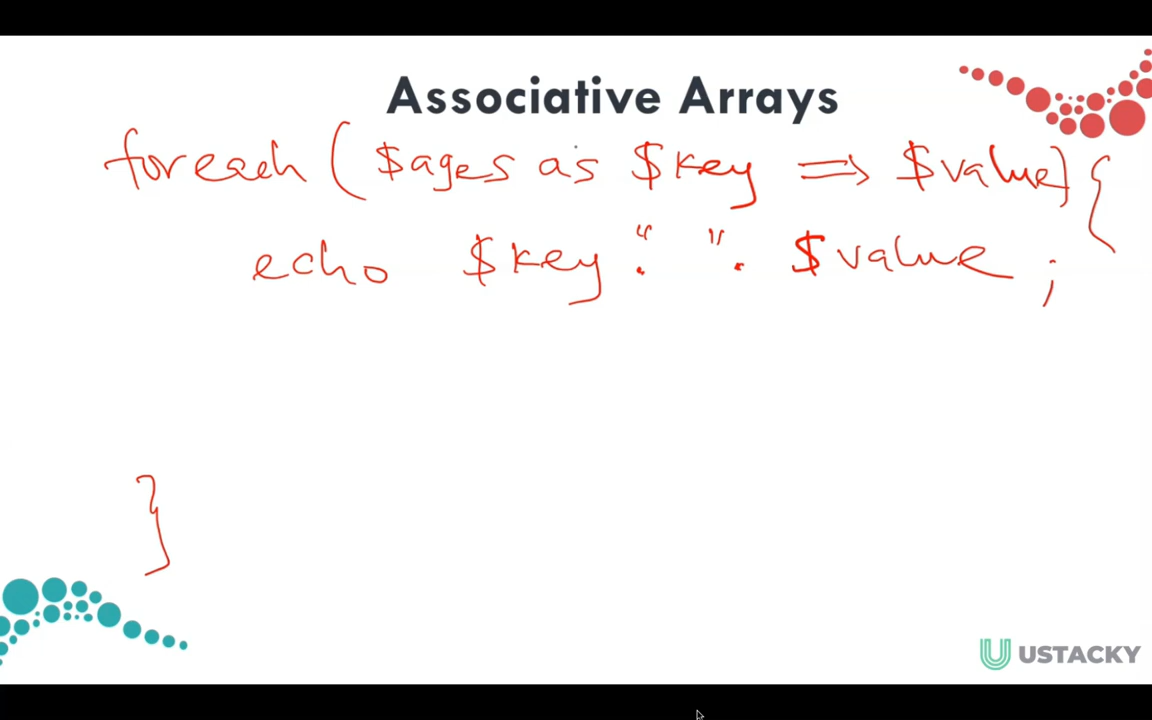 Associative Arrays
foreach ($ages as $key => $value) {
echo $key . " " . $value ;
}
USTACKY